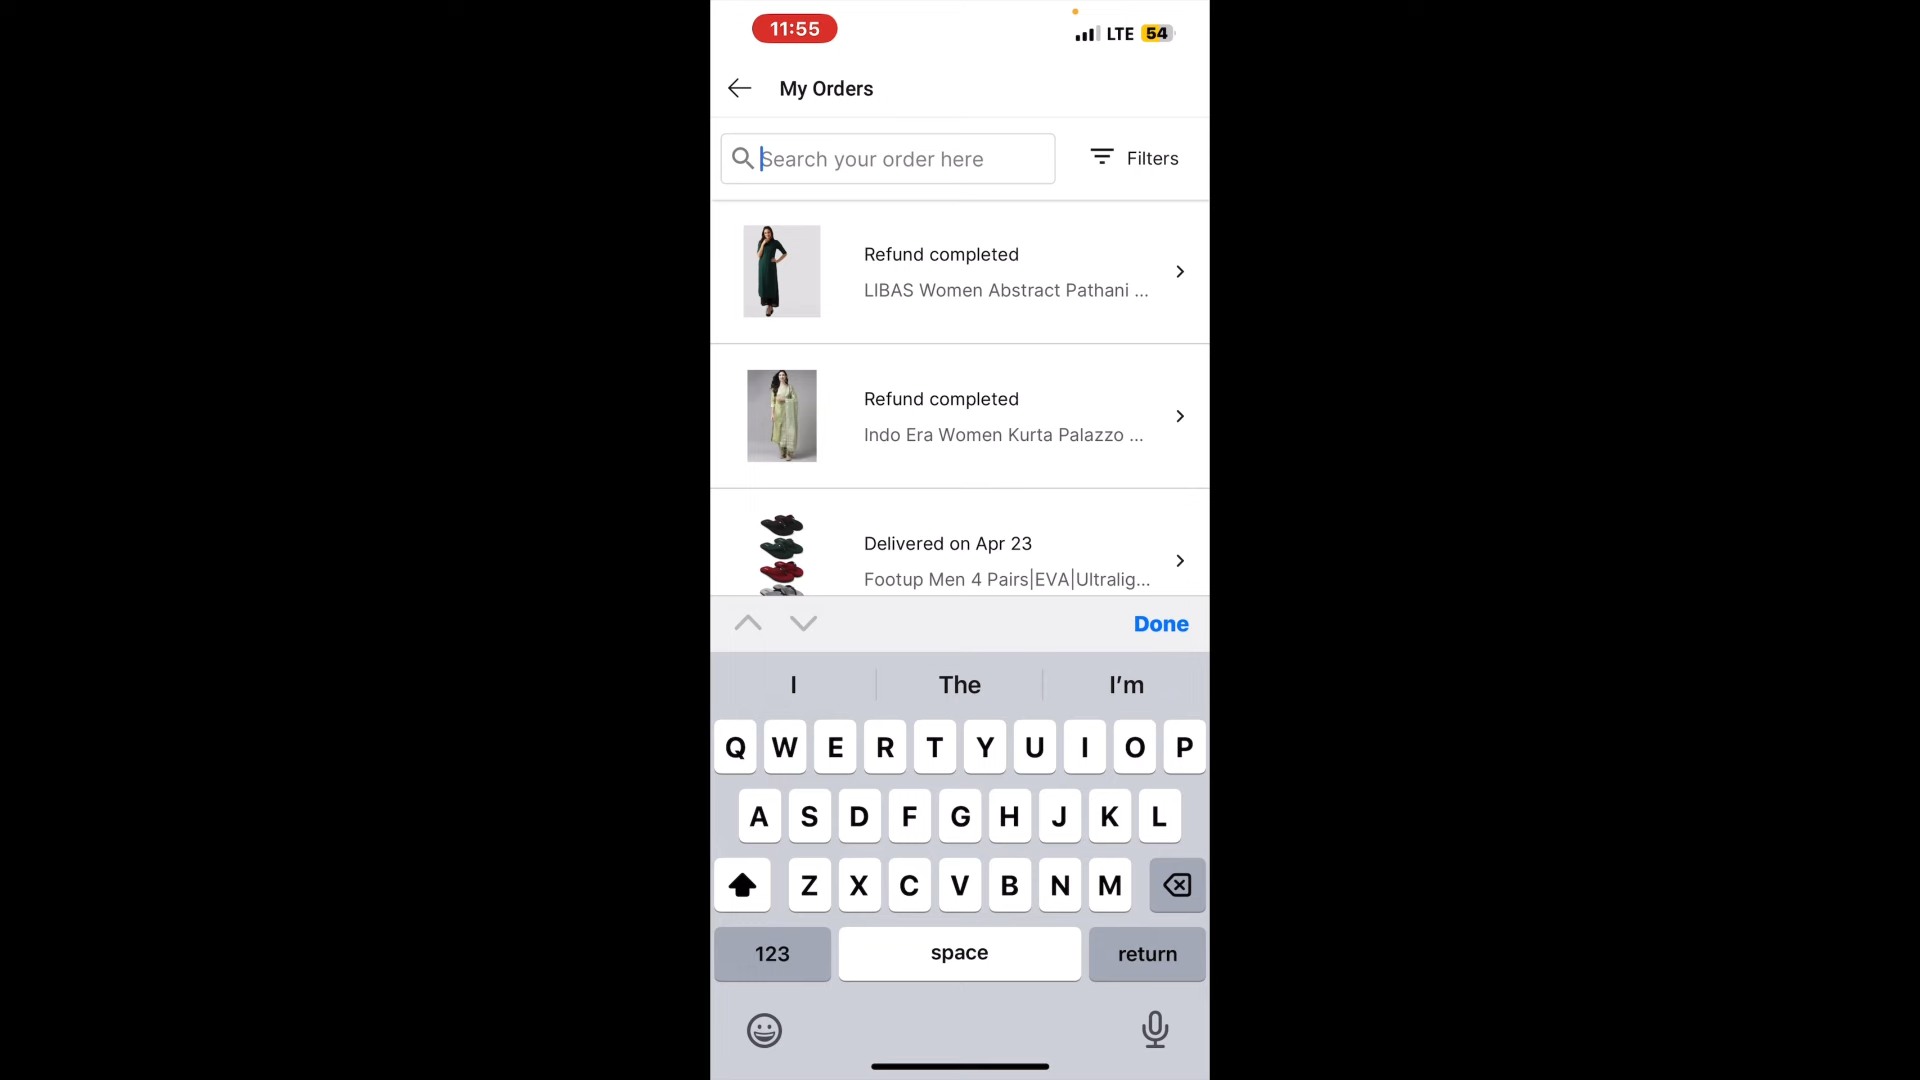 11:55
LTE 54
My Orders
Search your order here
Filters
Refund completed
LIBAS Women Abstract Pathani ...
Refund completed
Indo Era Women Kurta Palazzo ...
Delivered on Apr 23
Footup Men 4 Pairs|EVA|Ultralig...
Done
I The I'm
Q W E R T Y U I O P
A S D F G H J K L
Z X C V B N M
123 space return